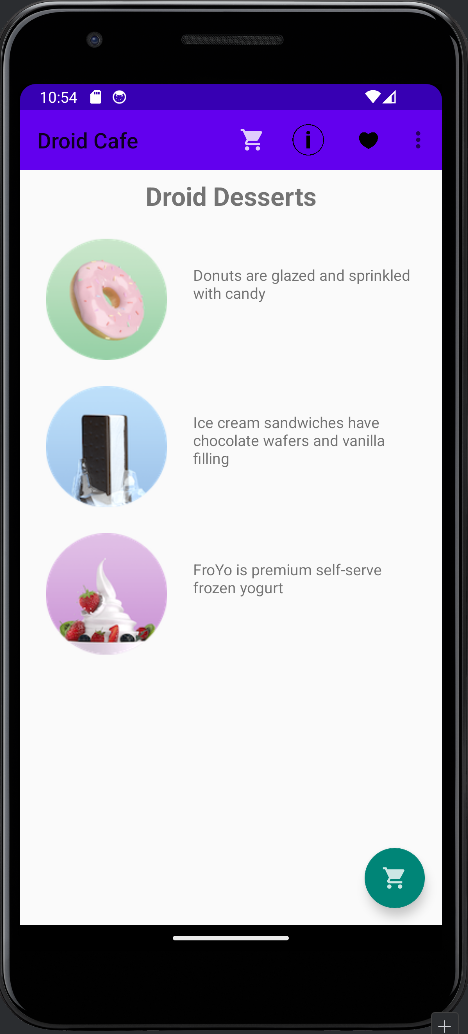 10:54
Droid Cafe
Droid Desserts
Donuts are glazed and sprinkled
with candy
Ice cream sandwiches have
chocolate wafers and vanilla
filling
FroYo is premium self-serve
frozen yogurt